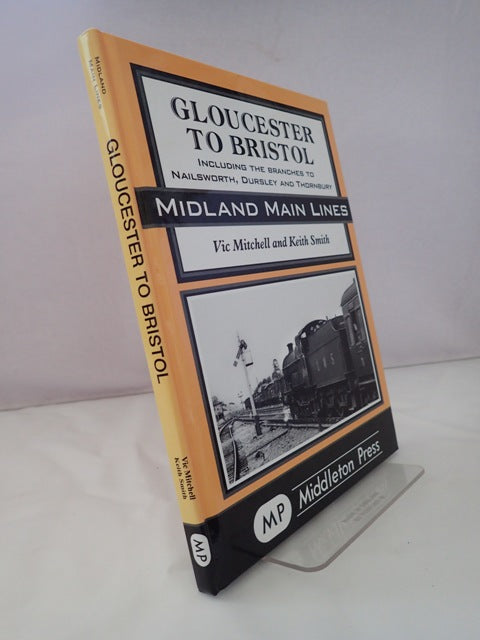 MIDLAND
MAIN LINES
GLOUCESTER TO BRISTOL
Vic Mitchell
Keith Smith
MP
GLOUCESTER
TO BRISTOL
INCLUDING THE BRANCHES TO
NAILSWORTH, DURSLEY AND THORNBURY
MIDLAND MAIN LINES
Vic Mitchell and Keith Smith
LMS
MP Middleton Press